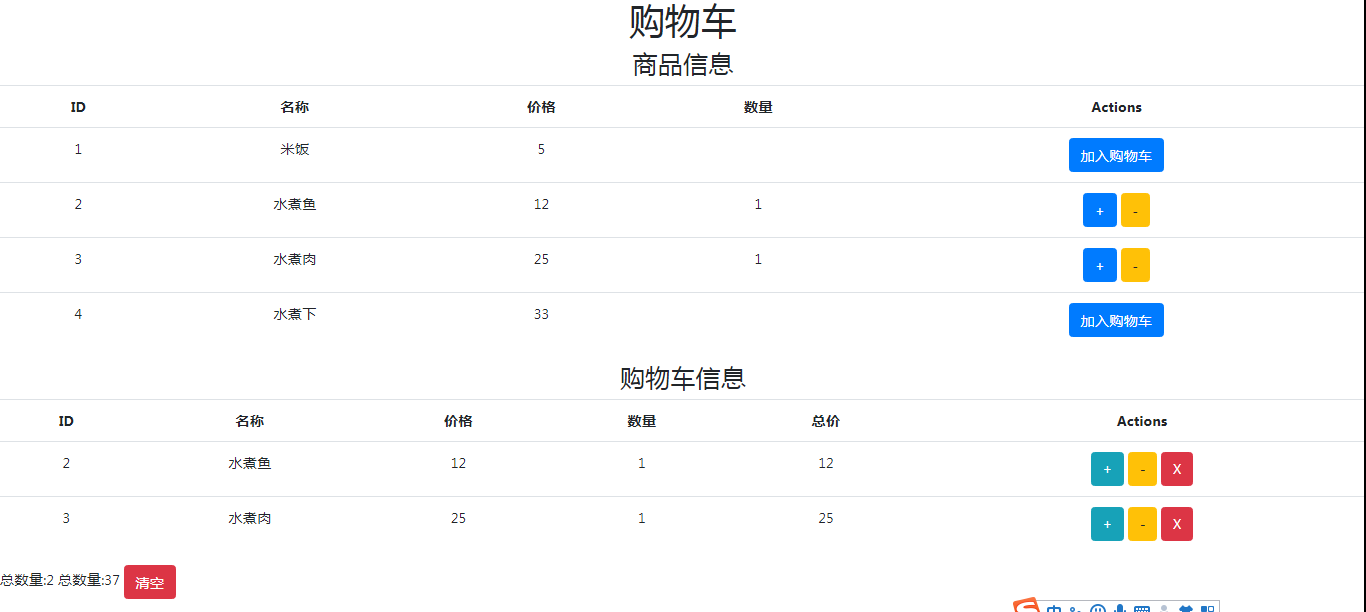 购物车
商品信息
ID 名称 价格 数量 Actions
1 米饭 5 加入购物车
2 水煮鱼 12 1 + -
3 水煮肉 25 1 + -
4 水煮下 33 加入购物车
购物车信息
ID 名称 价格 数量 总价 Actions
2 水煮鱼 12 1 12 + - X
3 水煮肉 25 1 25 + - X
总数量:2 总数量:37 清空